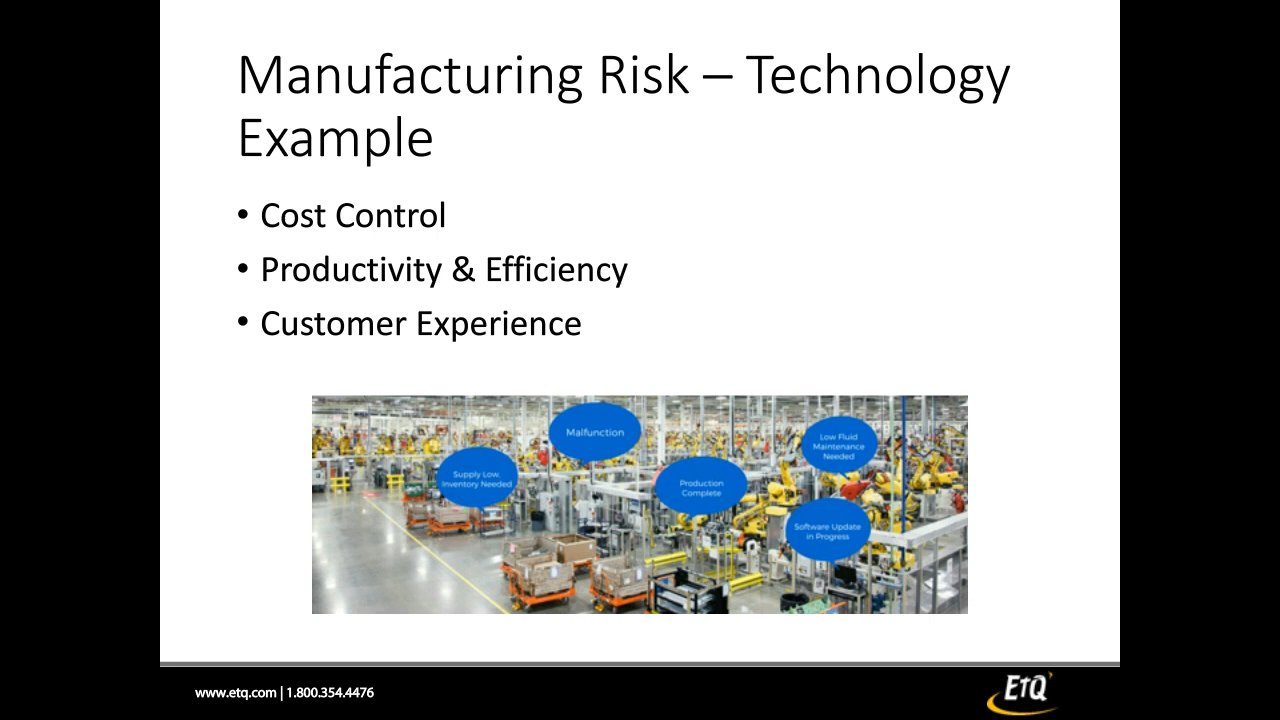 Manufacturing Risk – Technology
Example
• Cost Control
• Productivity & Efficiency
• Customer Experience
Malfunction
Supply Low,
Inventory Needed
Production
Complete
Low Fluid
Maintenance
Needed
Software Update
in Progress
www.etq.com | 1.800.354.4476
EtQ